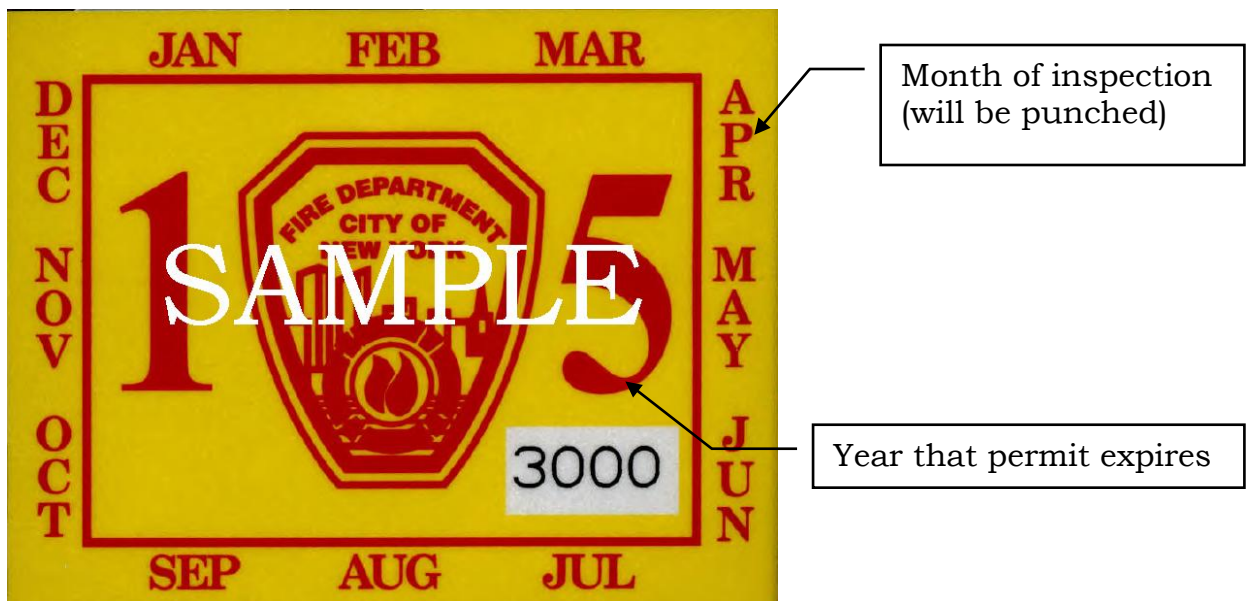 JAN FEB MAR
DEC
NOV
OCT
APR
MAY
JUN
1 5
FIRE DEPARTMENT
CITY OF
NEW YORK
SAMPLE
3000
SEP AUG JUL
Month of inspection
(will be punched)
Year that permit expires